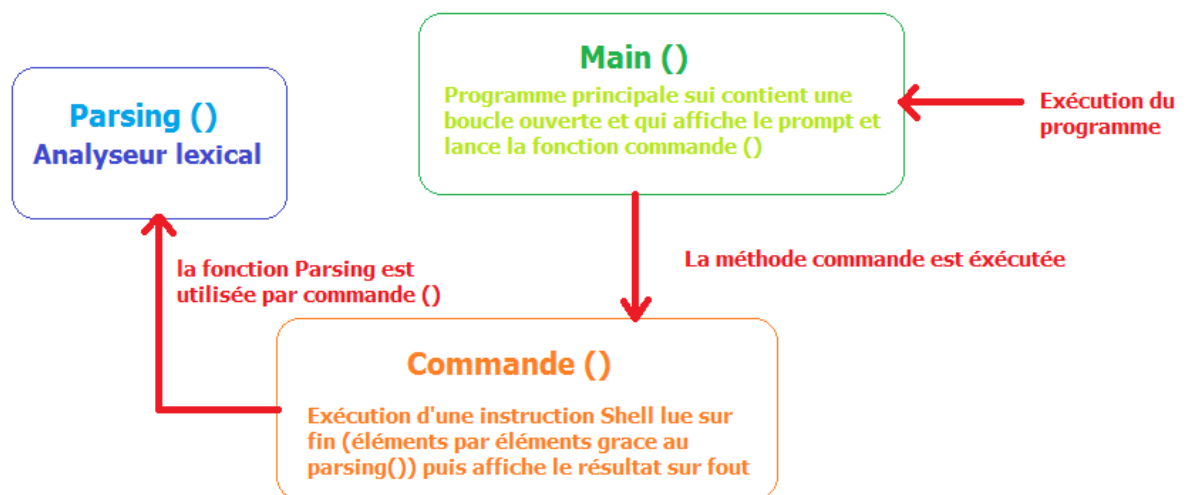 Main ()
Programme principale sui contient une
boucle ouverte et qui affiche le prompt et
lance la fonction commande ()
Exécution du
programme
Parsing ()
Analyseur lexical
la fonction Parsing est
utilisée par commande ()
La méthode commande est éxécutée
Commande ()
Exécution d'une instruction Shell lue sur
fin (éléments par éléments grace au
parsing()) puis affiche le résultat sur fout